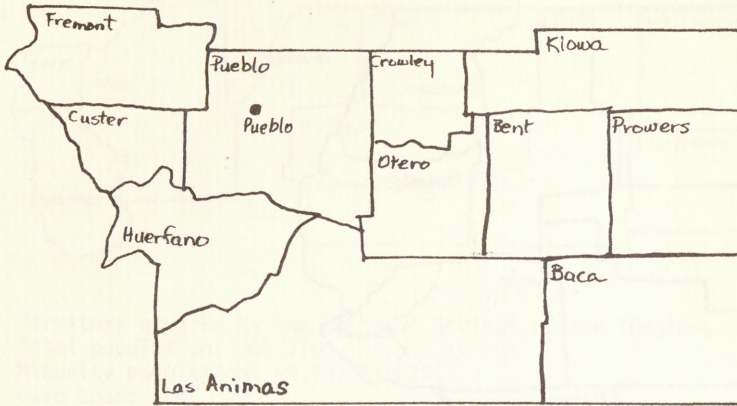 Fremont
Kiowa
Pueblo
Crowley
Pueblo
Custer
Bent
Prowers
Otero
Huerfano
Baca
Las Animas